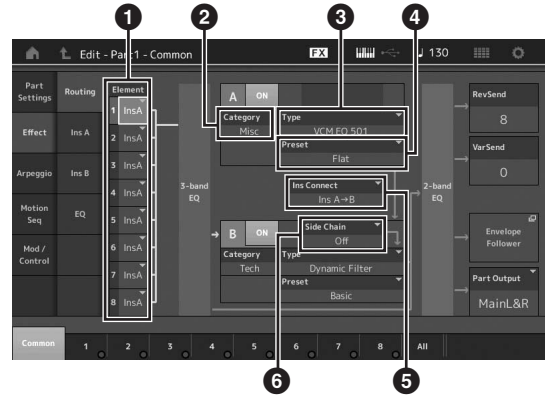 1 2 3 4
Edit - Part1 - Common FX 130
Part Settings Routing Element A ON RevSend
1 InsA Category Type 8
Misc VCM EQ 501
Effect Ins A 2 InsA Preset VarSend
Flat
Arpeggio Ins B 3 InsA 0
3-band EQ Ins Connect 2-band EQ
4 InsA Ins A→B
Motion Seq EQ 5 InsA Side Chain Envelope Follower
B ON Off
Mod / Control 6 InsA Category Type
Tech Dynamic Filter
7 InsA Preset Part Output
Basic MainL&R
8 InsA
Common 1 2 3 4 5 6 7 8 All
6 5